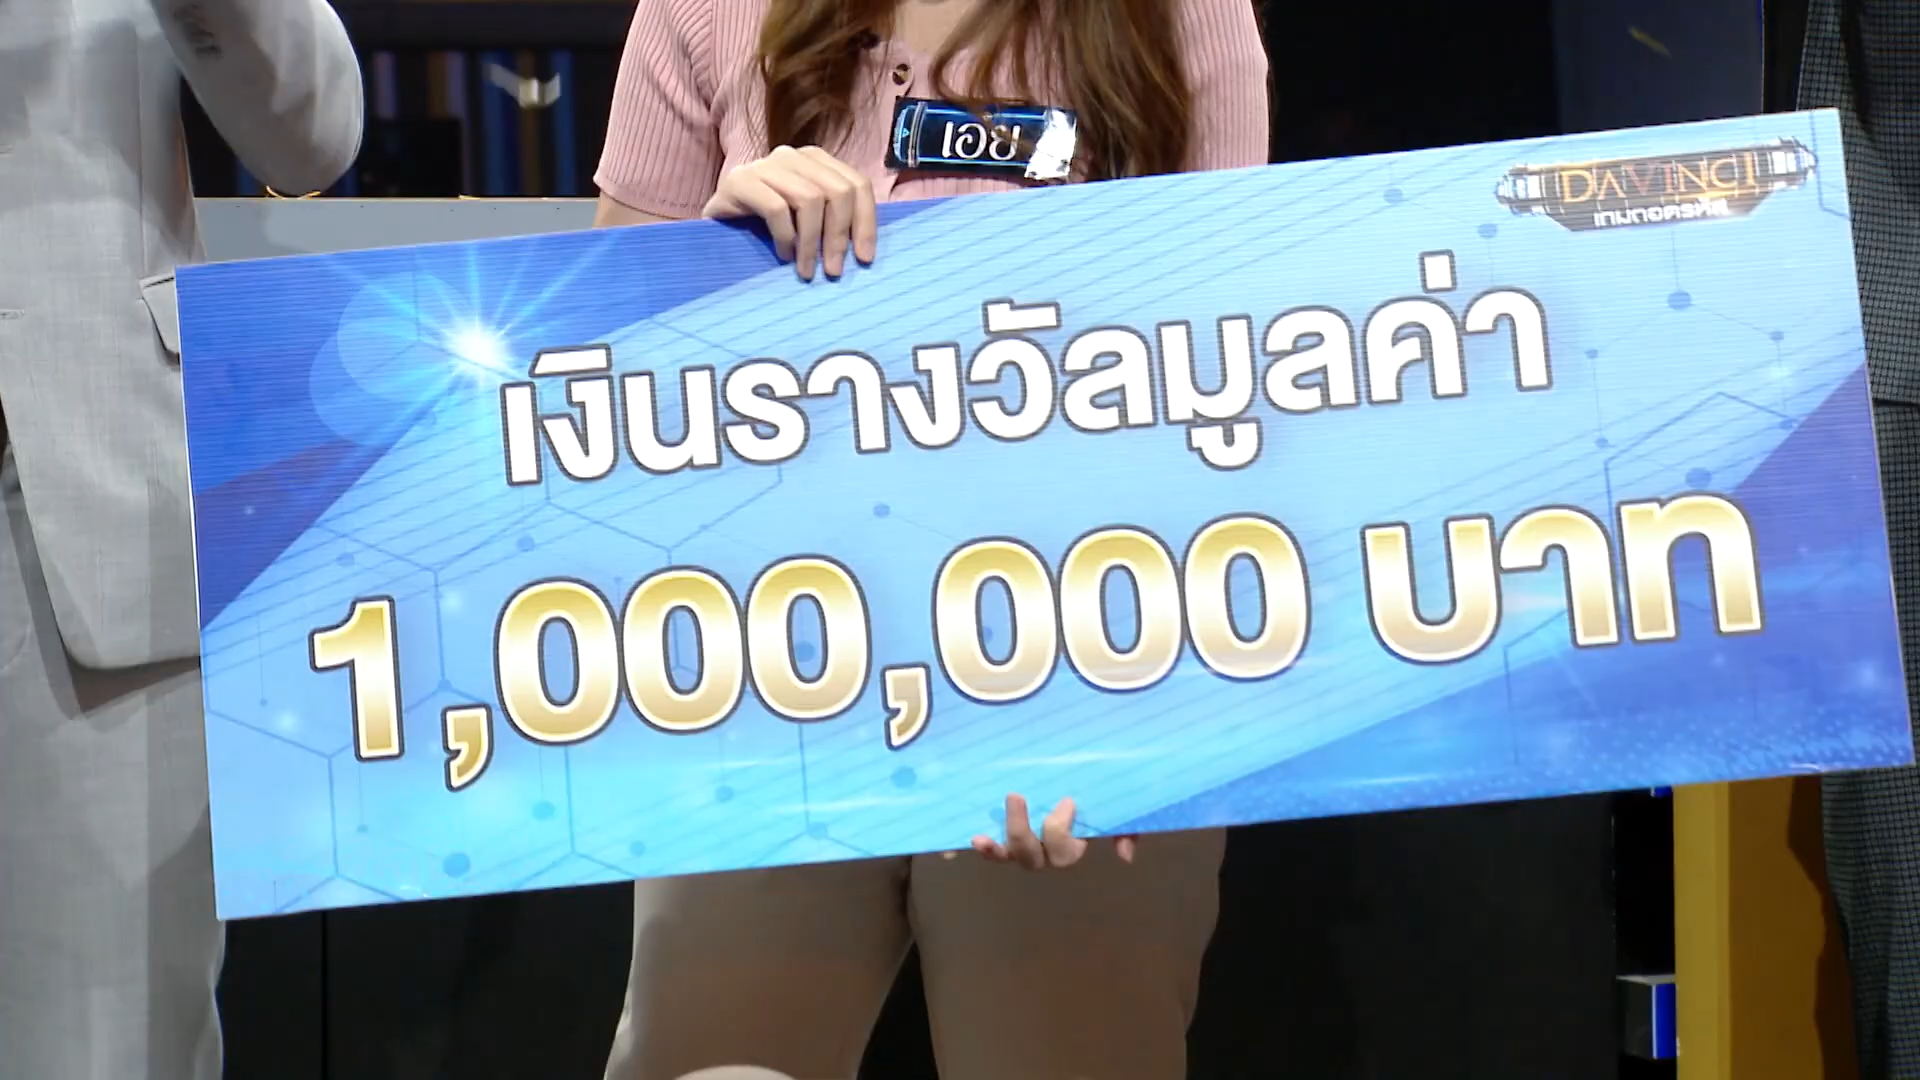 เอย
DAVINCI
เกมถอดรหัส
เงินรางวัลมูลค่า
1,000,000 บาท